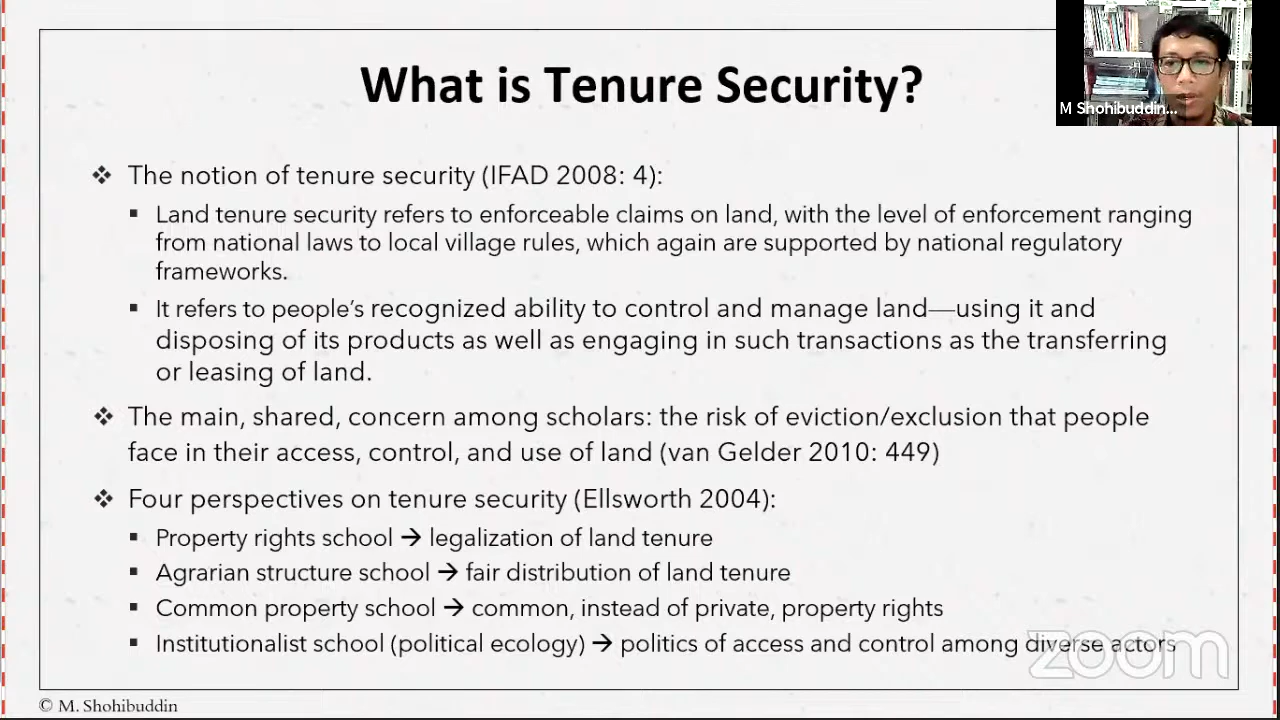 What is Tenure Security?
M Shohibuddin...
❖ The notion of tenure security (IFAD 2008: 4):
▪ Land tenure security refers to enforceable claims on land, with the level of enforcement ranging
from national laws to local village rules, which again are supported by national regulatory
frameworks.
▪ It refers to people’s recognized ability to control and manage land—using it and
disposing of its products as well as engaging in such transactions as the transferring
or leasing of land.
❖ The main, shared, concern among scholars: the risk of eviction/exclusion that people
face in their access, control, and use of land (van Gelder 2010: 449)
❖ Four perspectives on tenure security (Ellsworth 2004):
▪ Property rights school → legalization of land tenure
▪ Agrarian structure school → fair distribution of land tenure
▪ Common property school → common, instead of private, property rights
▪ Institutionalist school (political ecology) → politics of access and control among diverse actors
zoom
© M. Shohibuddin